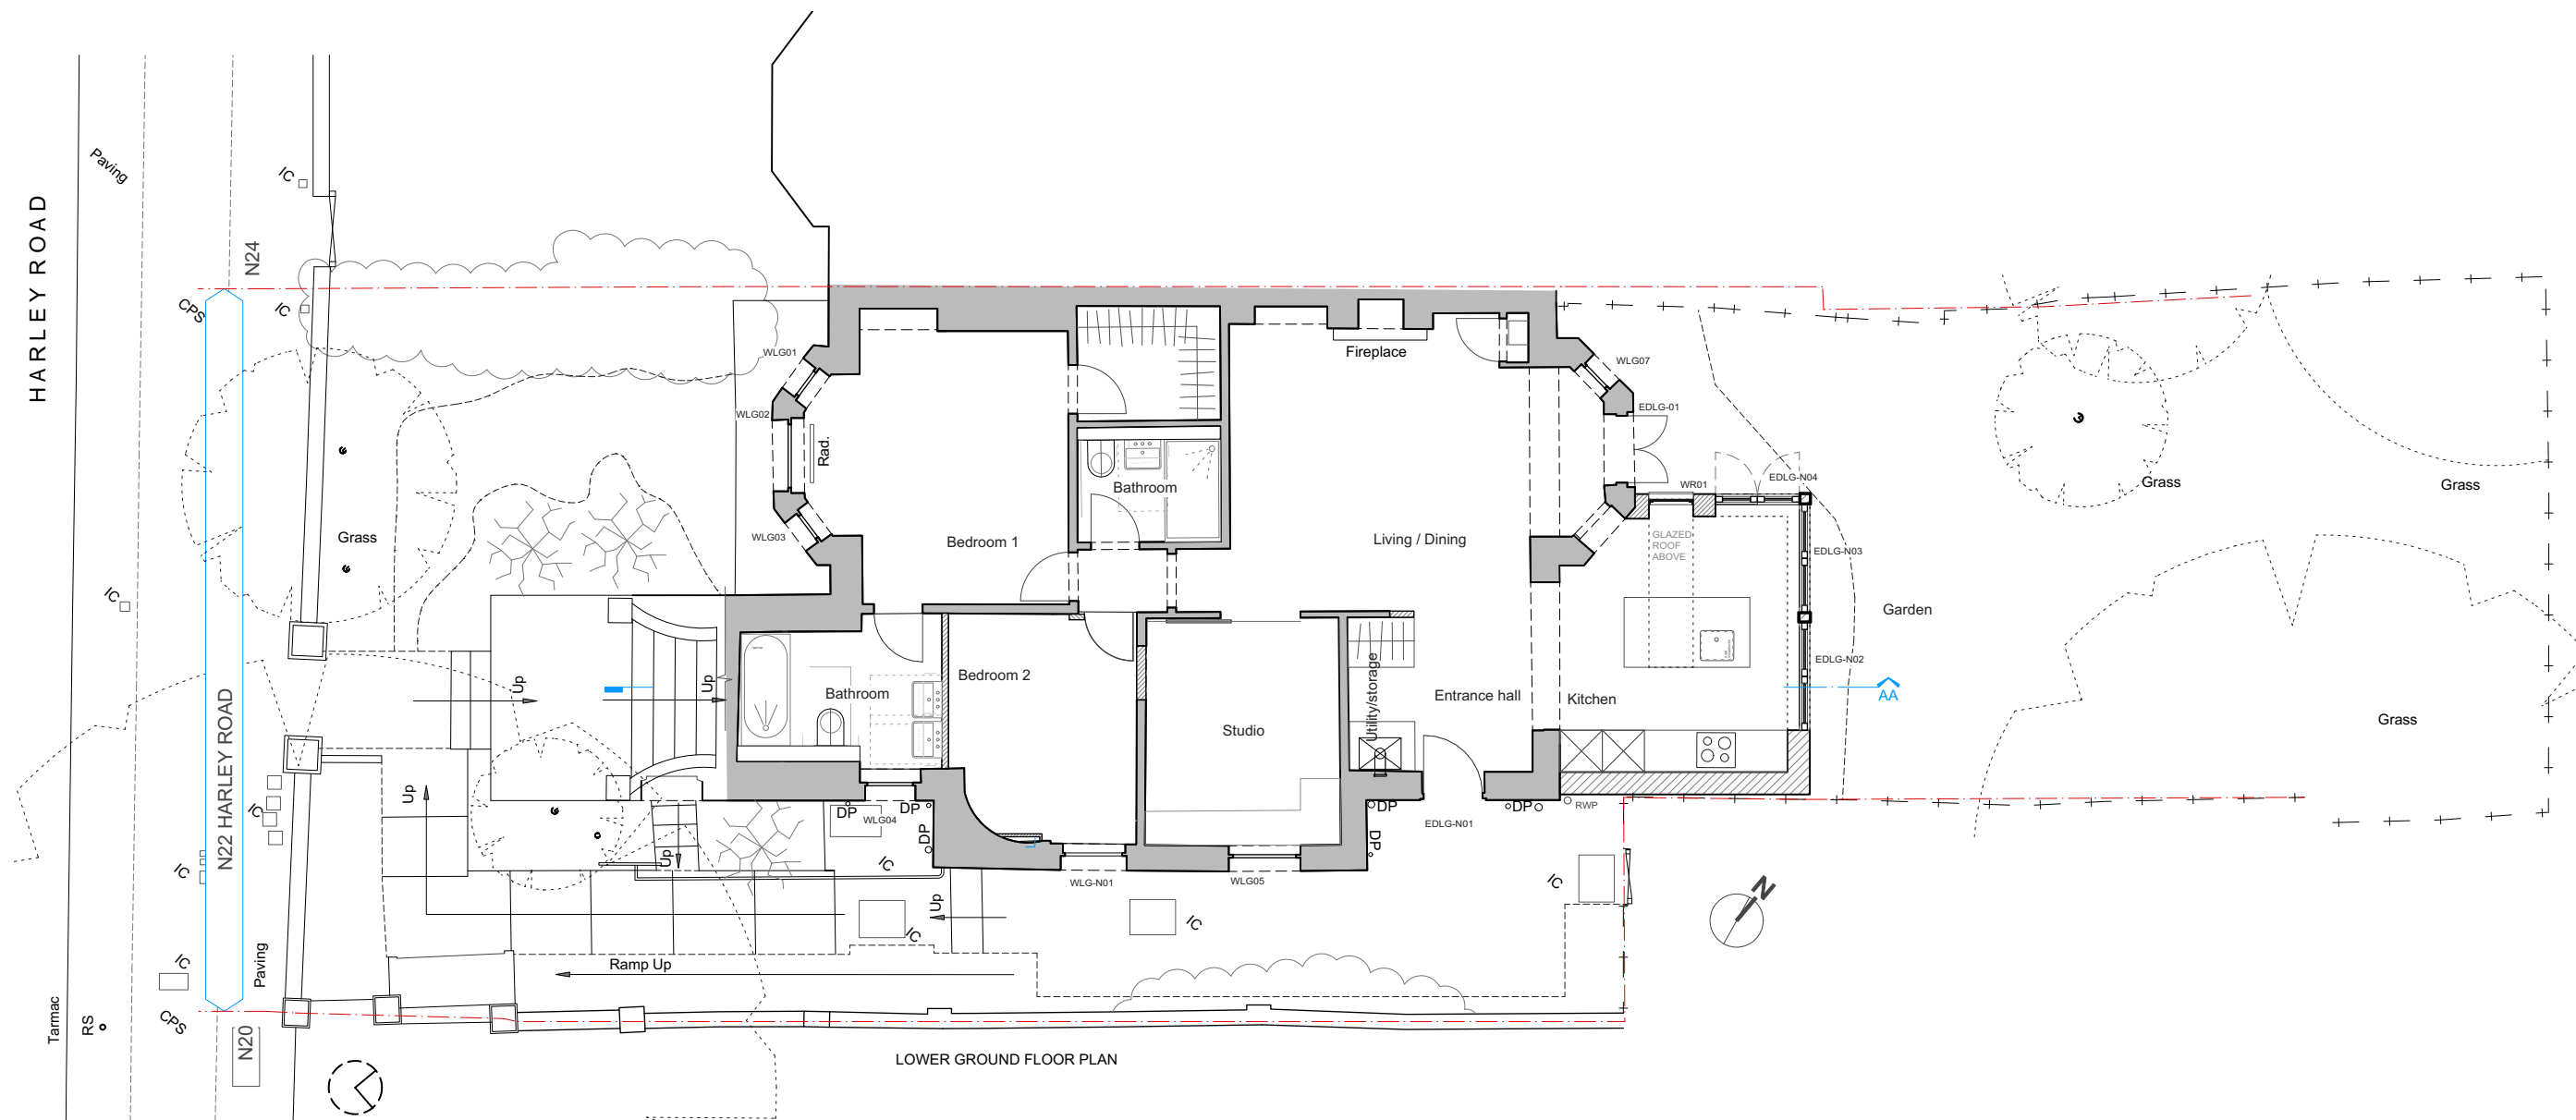 HARLEY ROAD
Paving
IC
N24
CPS
IC
WLG01
WLG02
Rad.
WLG03
Fireplace
WLG07
EDLG-01
WR01
EDLG-N04
GLAZED
ROOF
ABOVE
EDLG-N03
EDLG-N02
Bathroom
Bedroom 1
Living / Dining
Grass
Grass
Grass
IC
Garden
Grass
AA
Up
Up
Bathroom
Bedroom 2
Studio
Utility/storage
Entrance hall
Kitchen
N22 HARLEY ROAD
Up
IC
IC
Up
DP
DP
WLG04
DP
IC
DP
DP
EDLG-N01
DP
RWP
WLG-N01
WLG05
IC
N
Up
IC
IC
Paving
IC
Ramp Up
Tarmac
RS
CPS
N20
LOWER GROUND FLOOR PLAN